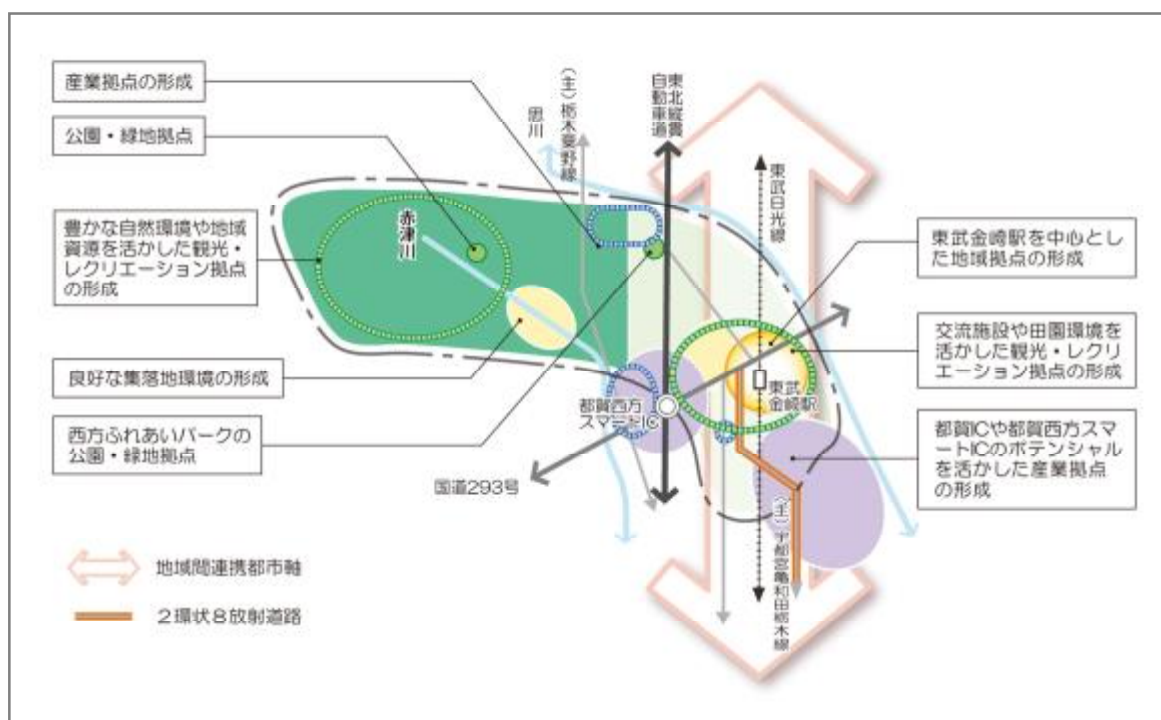 産業拠点の形成
公園・緑地拠点
豊かな自然環境や地域
資源を活かした観光・
レクリエーション拠点
の形成
良好な集落地環境の形成
西方ふれあいパークの
公園・緑地拠点
思川
(主)栃木粟野線
東北縦貫
自動車道
東武日光線
赤津川
東武金崎駅を中心とし
た地域拠点の形成
交流施設や田園環境を
活かした観光・レクリ
エーション拠点の形成
都賀ICや都賀西方スマ
ートICのポテンシャル
を活かした産業拠点
の形成
都賀西方
スマートIC
東武
金崎駅
国道293号
(主)宇都宮亀和田栃木線
地域間連携都市軸
2環状8放射道路